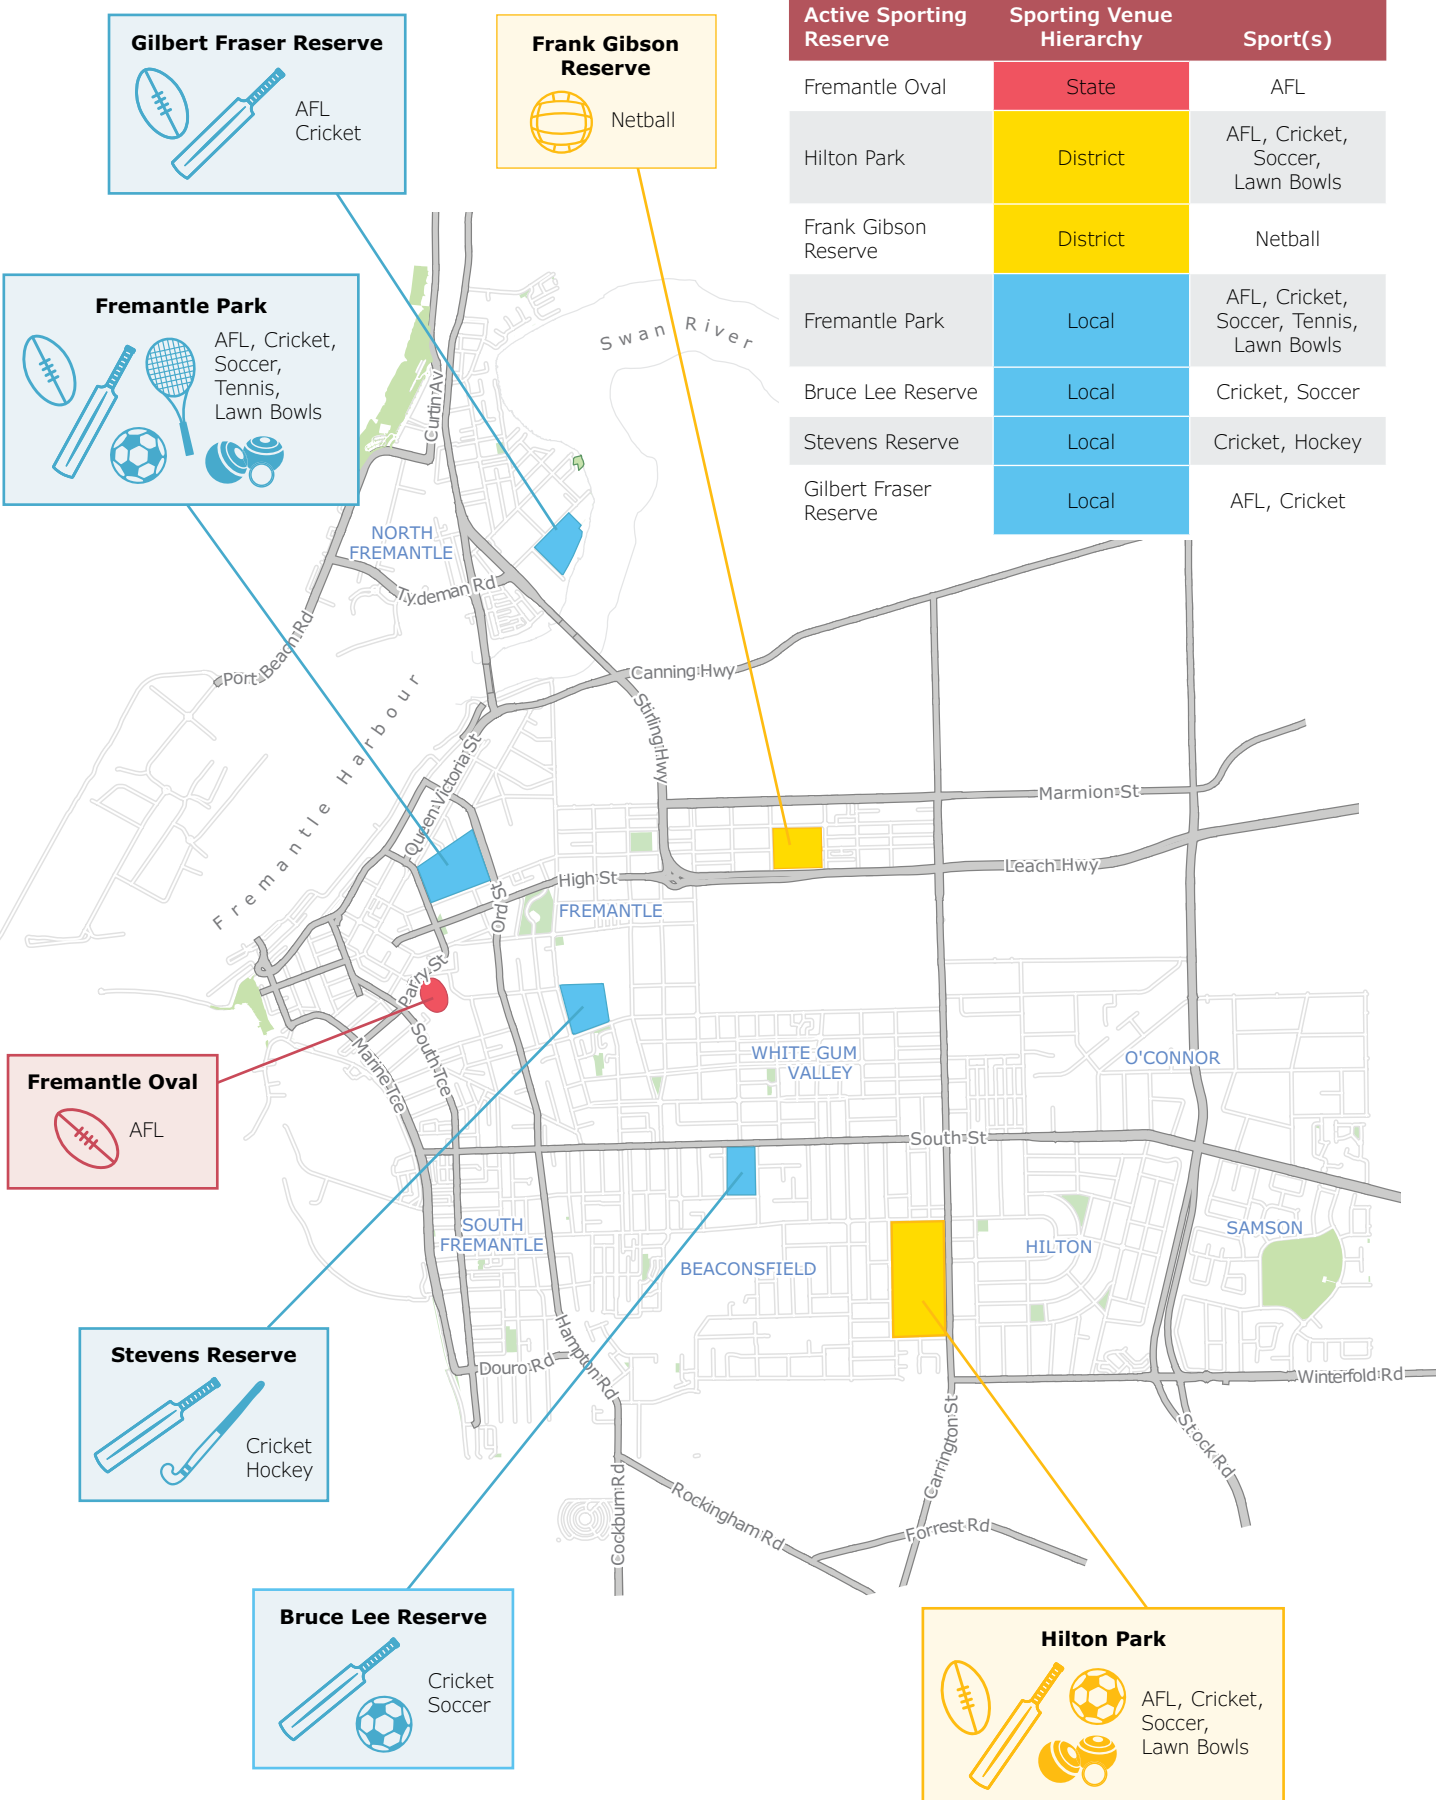 Gilbert Fraser Reserve
AFL
Cricket
Frank Gibson
Reserve
Netball
Active Sporting
Reserve
Sporting Venue
Hierarchy
Sport(s)
Fremantle Oval
State
AFL
Hilton Park
District
AFL, Cricket,
Soccer,
Lawn Bowls
Frank Gibson
Reserve
District
Netball
Fremantle Park
Local
AFL, Cricket,
Soccer, Tennis,
Lawn Bowls
Bruce Lee Reserve
Local
Cricket, Soccer
Stevens Reserve
Local
Cricket, Hockey
Gilbert Fraser
Reserve
Local
AFL, Cricket
Fremantle Park
AFL, Cricket,
Soccer,
Tennis,
Lawn Bowls
Swan River
Curtin Av
NORTH
FREMANTLE
Tydeman Rd
Port Beach Rd
Canning Hwy
Stirling Hwy
Fremantle Harbour
Queen Victoria St
Marmion St
Leach Hwy
High St
Ord St
FREMANTLE
Parry St
South Tce
Marine Tce
WHITE GUM
VALLEY
O'CONNOR
Fremantle Oval
AFL
South St
SOUTH
FREMANTLE
BEACONSFIELD
HILTON
SAMSON
Stevens Reserve
Cricket
Hockey
Douro Rd
Hampton Rd
Winterfold Rd
Carrington St
Stock Rd
Cockburn Rd
Rockingham Rd
Forrest Rd
Bruce Lee Reserve
Cricket
Soccer
Hilton Park
AFL, Cricket,
Soccer,
Lawn Bowls